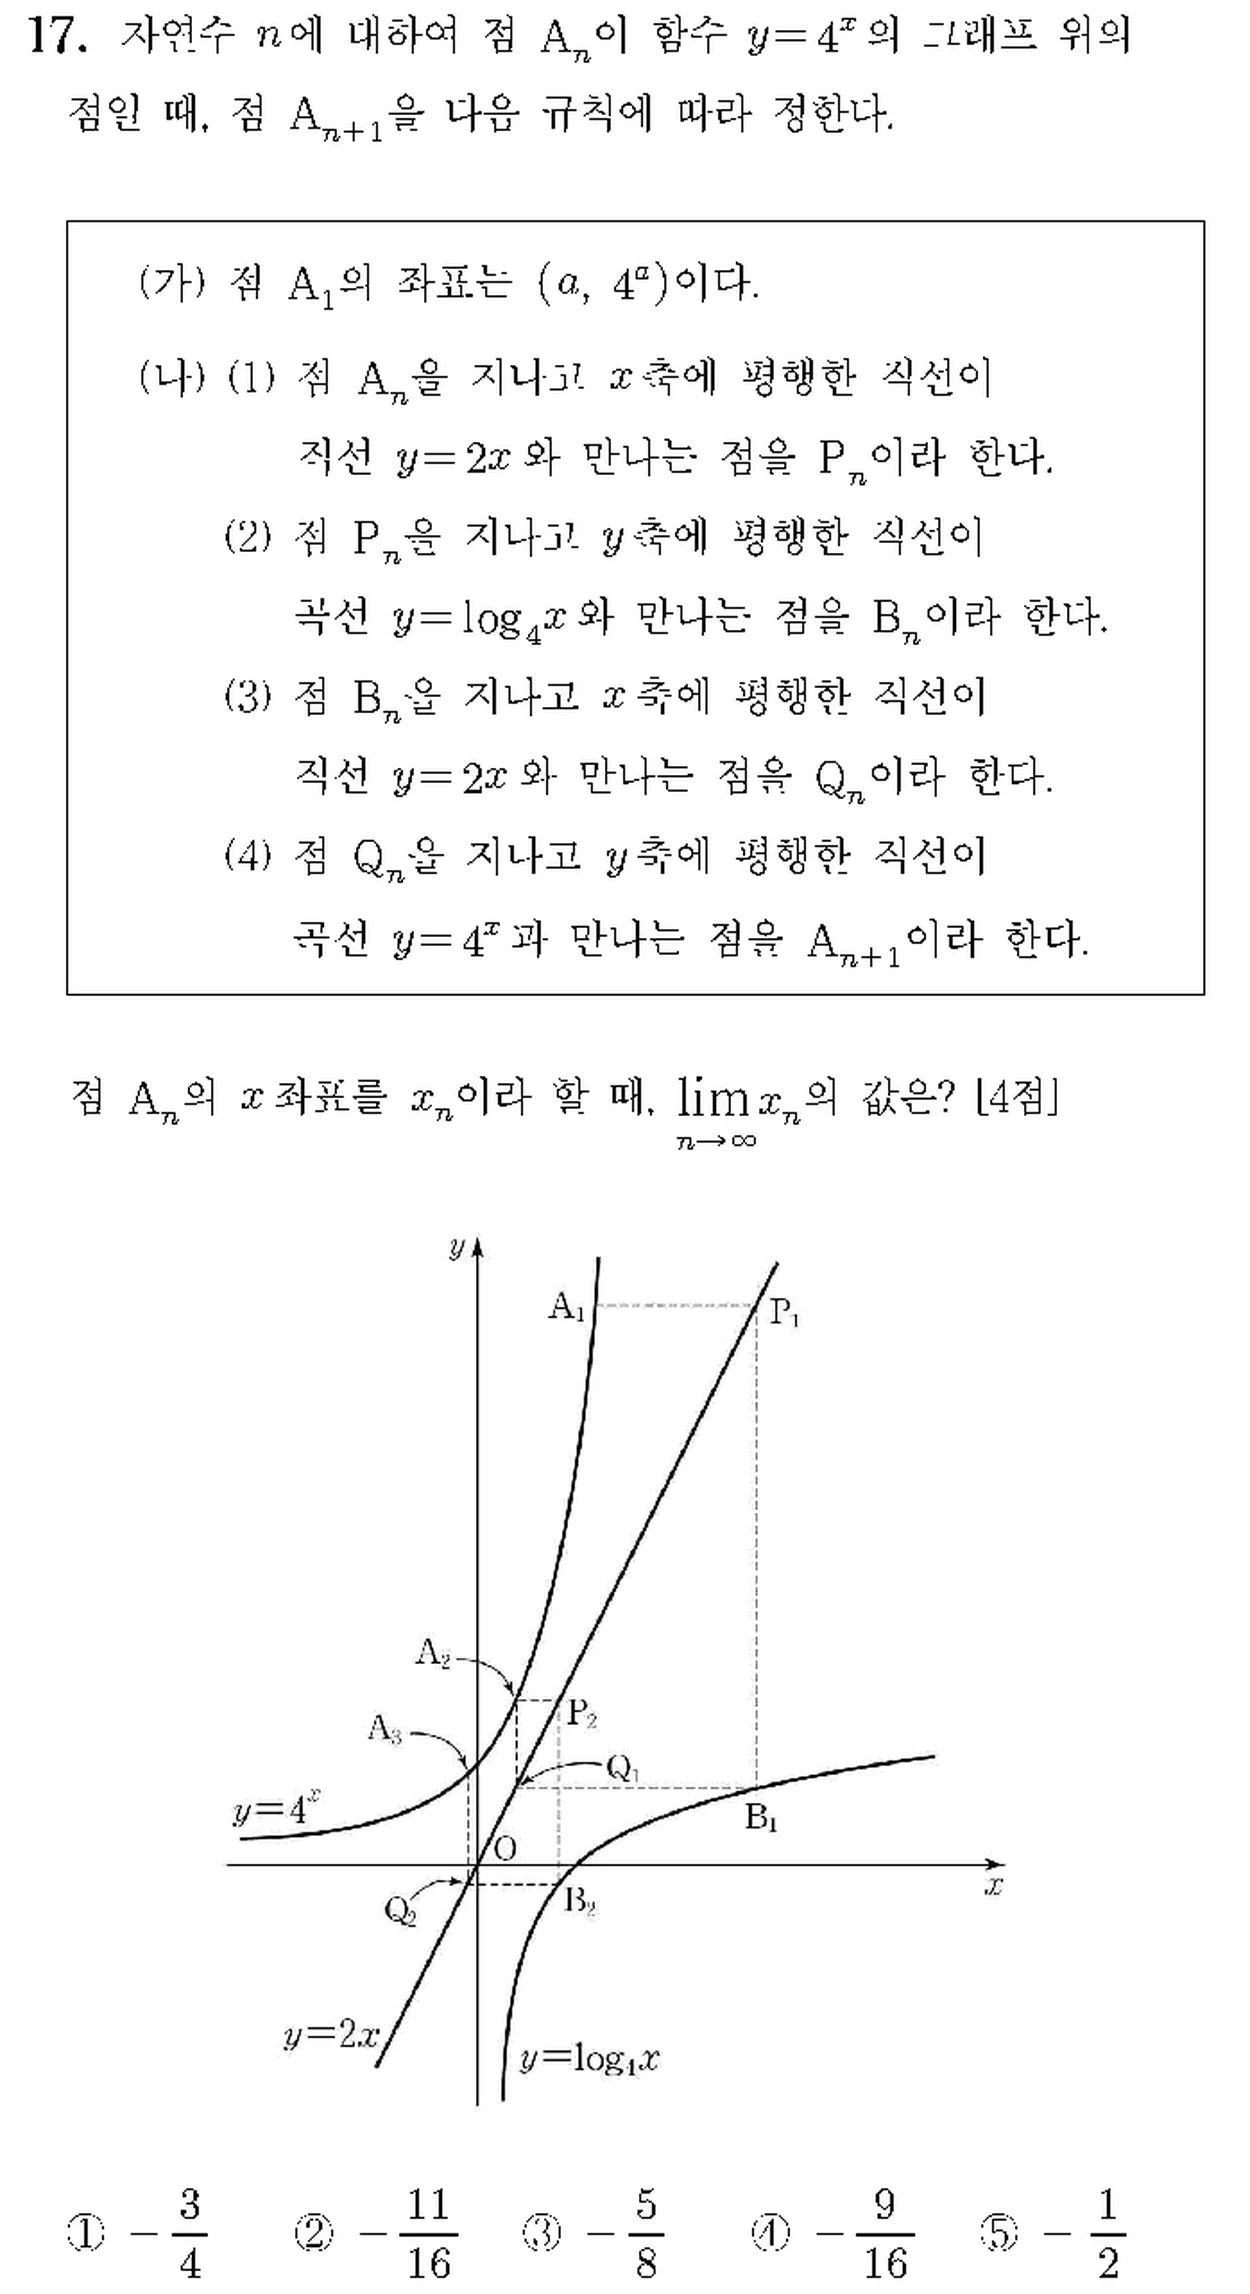 17. 자연수 n에 대하여 점 Aₙ이 함수 y=4ˣ의 그래프 위의
점일 때, 점 Aₙ₊₁을 다음 규칙에 따라 정한다.
(가) 점 A₁의 좌표는 (a, 4ᵃ)이다.
(나) (1) 점 Aₙ을 지나고 x축에 평행한 직선이
직선 y=2x와 만나는 점을 Pₙ이라 한다.
(2) 점 Pₙ을 지나고 y축에 평행한 직선이
곡선 y=log₄x와 만나는 점을 Bₙ이라 한다.
(3) 점 Bₙ을 지나고 x축에 평행한 직선이
직선 y=2x와 만나는 점을 Qₙ이라 한다.
(4) 점 Qₙ을 지나고 y축에 평행한 직선이
곡선 y=4ˣ과 만나는 점을 Aₙ₊₁이라 한다.
점 Aₙ의 x좌표를 xₙ이라 할 때, lim xₙ의 값은? [4점]
n→∞
y
A₁
P₁
A₂
P₂
A₃
Q₁
y=4ˣ
B₁
O
x
Q₂
B₂
y=2x
y=log₄x
① -3/4 ② -11/16 ③ -5/8 ④ -9/16 ⑤ -1/2